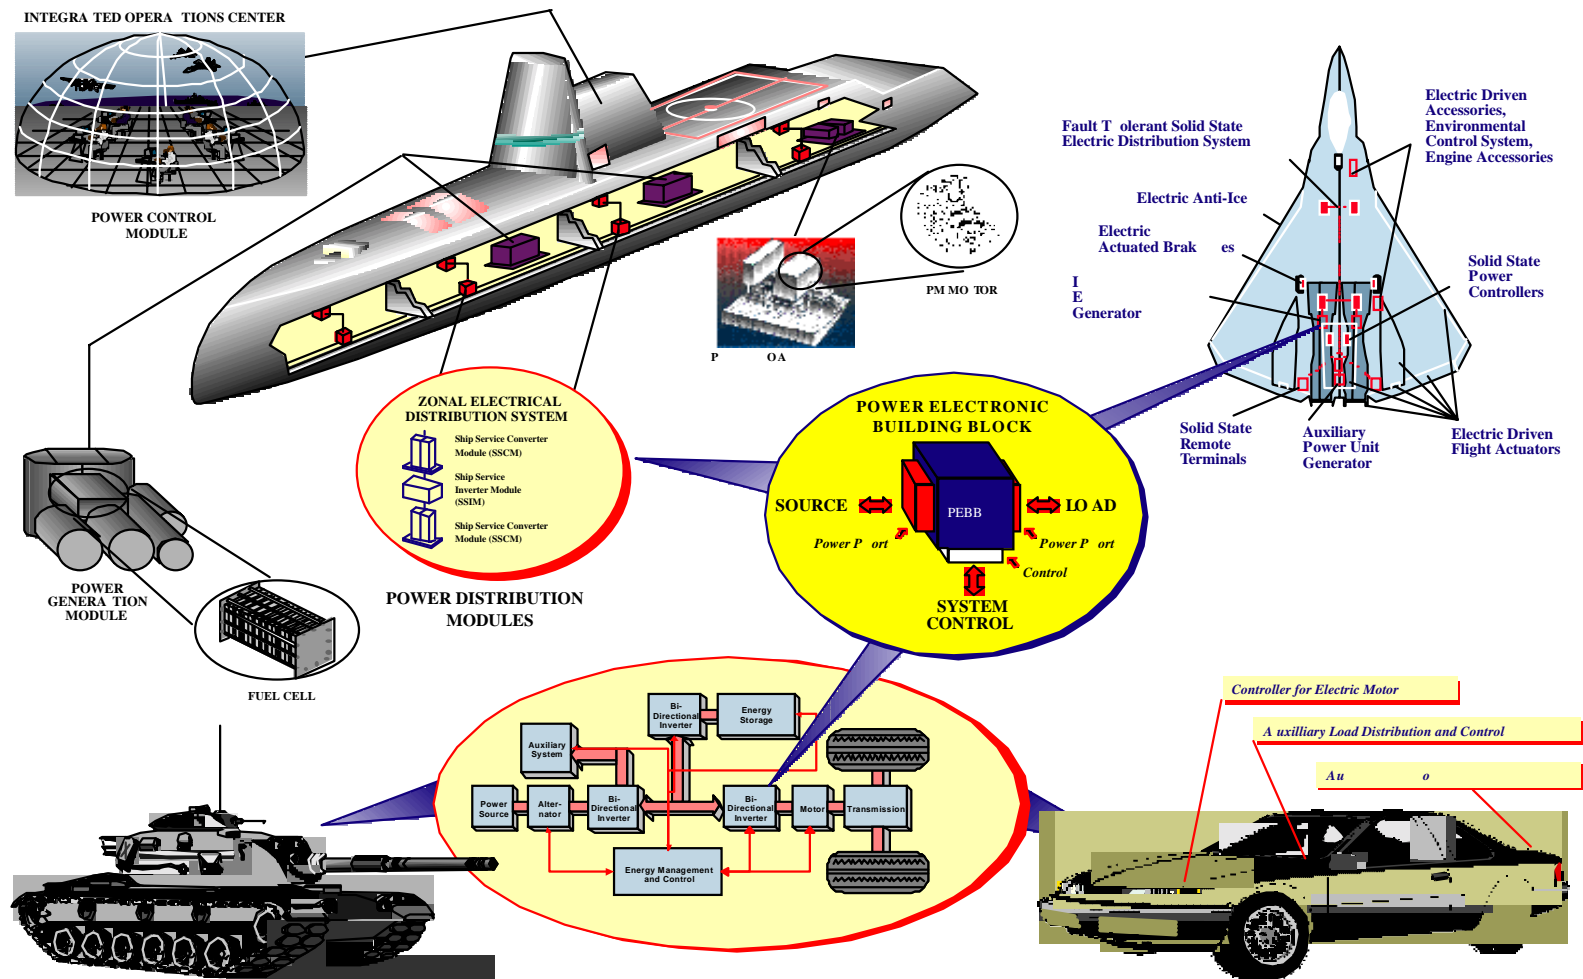 INTEGRA TED OPERA TIONS CENTER
POWER CONTROL
MODULE
PM MO TOR
P OA
Fault T olerant Solid State
Electric Distribution System
Electric Driven
Accessories,
Environmental
Control System,
Engine Accessories
Electric Anti-Ice
Electric
Actuated Brak es
I
E
Generator
Solid State
Power
Controllers
Solid State
Remote
Terminals
Auxiliary
Power Unit
Generator
Electric Driven
Flight Actuators
ZONAL ELECTRICAL
DISTRIBUTION SYSTEM
Ship Service Converter
Module (SSCM)
Ship Service
Inverter Module
(SSIM)
Ship Service Converter
Module (SSCM)
POWER DISTRIBUTION
MODULES
POWER ELECTRONIC
BUILDING BLOCK
SOURCE
PEBB
LO AD
Power P ort
Power P ort
Control
SYSTEM
CONTROL
POWER
GENERA TION
MODULE
FUEL CELL
Bi-
Directional
Inverter
Energy
Storage
Auxiliary
System
Power
Source
Alter-
nator
Bi-
Directional
Inverter
Bi-
Directional
Inverter
Motor
Transmission
Energy Management
and Control
Controller for Electric Motor
A uxilliary Load Distribution and Control
Au o